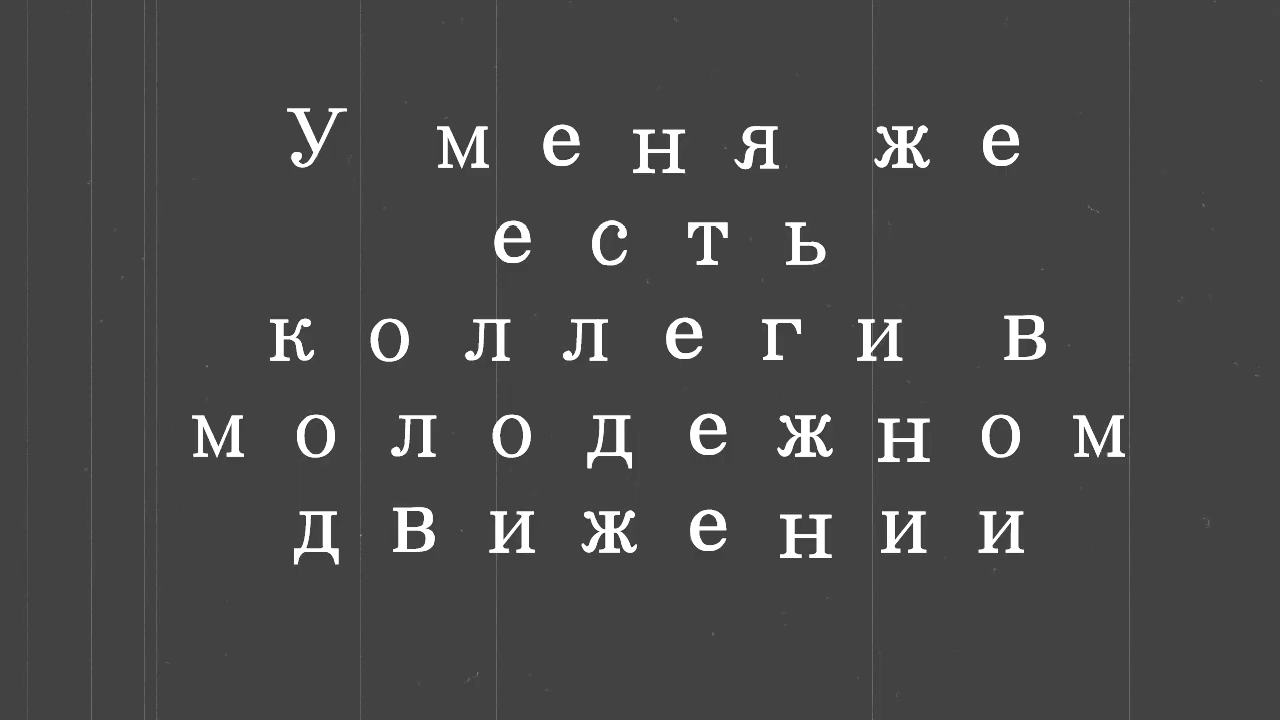 У меня же
есть
коллеги в
молодежном
движении